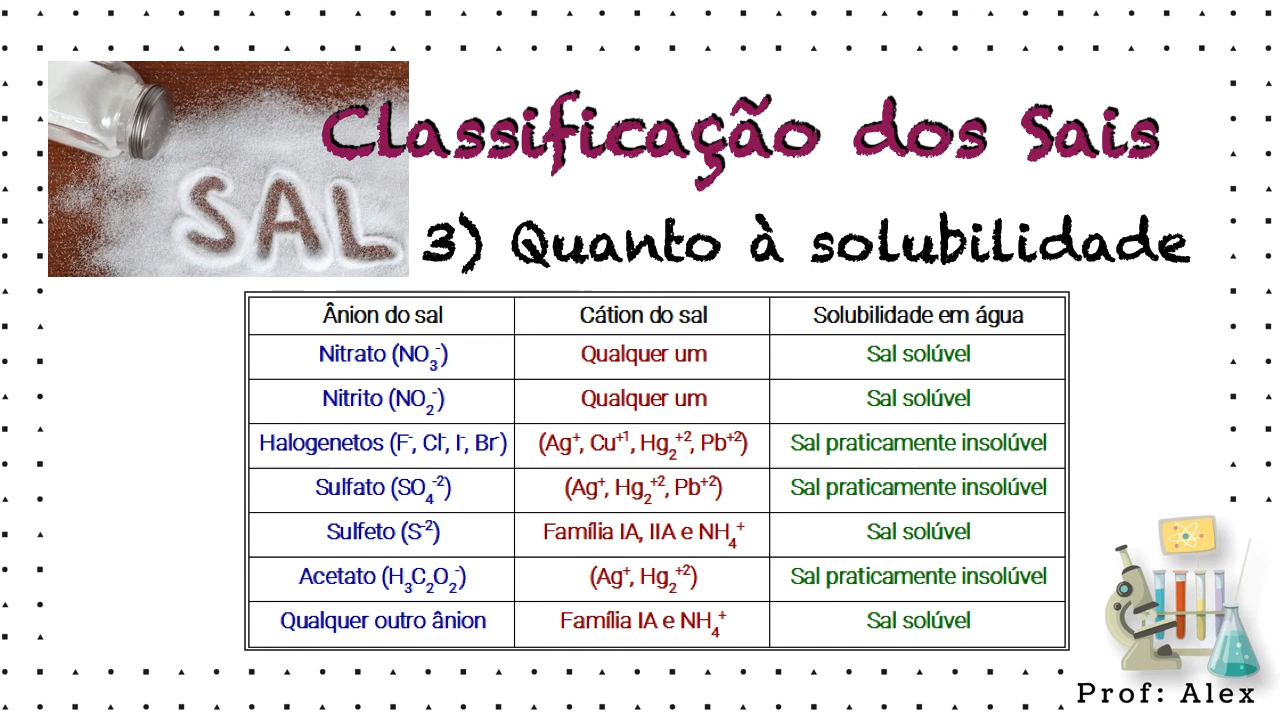 SAL
Classificação dos Sais
3) Quanto à solubilidade
Ânion do sal Cátion do sal Solubilidade em água
Nitrato (NO₃⁻) Qualquer um Sal solúvel
Nitrito (NO₂⁻) Qualquer um Sal solúvel
Halogenetos (F⁻, Cl⁻, I⁻, Br⁻) (Ag⁺, Cu⁺¹, Hg₂⁺², Pb⁺²) Sal praticamente insolúvel
Sulfato (SO₄⁻²) (Ag⁺, Hg₂⁺², Pb⁺²) Sal praticamente insolúvel
Sulfeto (S⁻²) Família IA, IIA e NH₄⁺ Sal solúvel
Acetato (H₃C₂O₂⁻) (Ag⁺, Hg₂⁺²) Sal praticamente insolúvel
Qualquer outro ânion Família IA e NH₄⁺ Sal solúvel
Prof: Alex